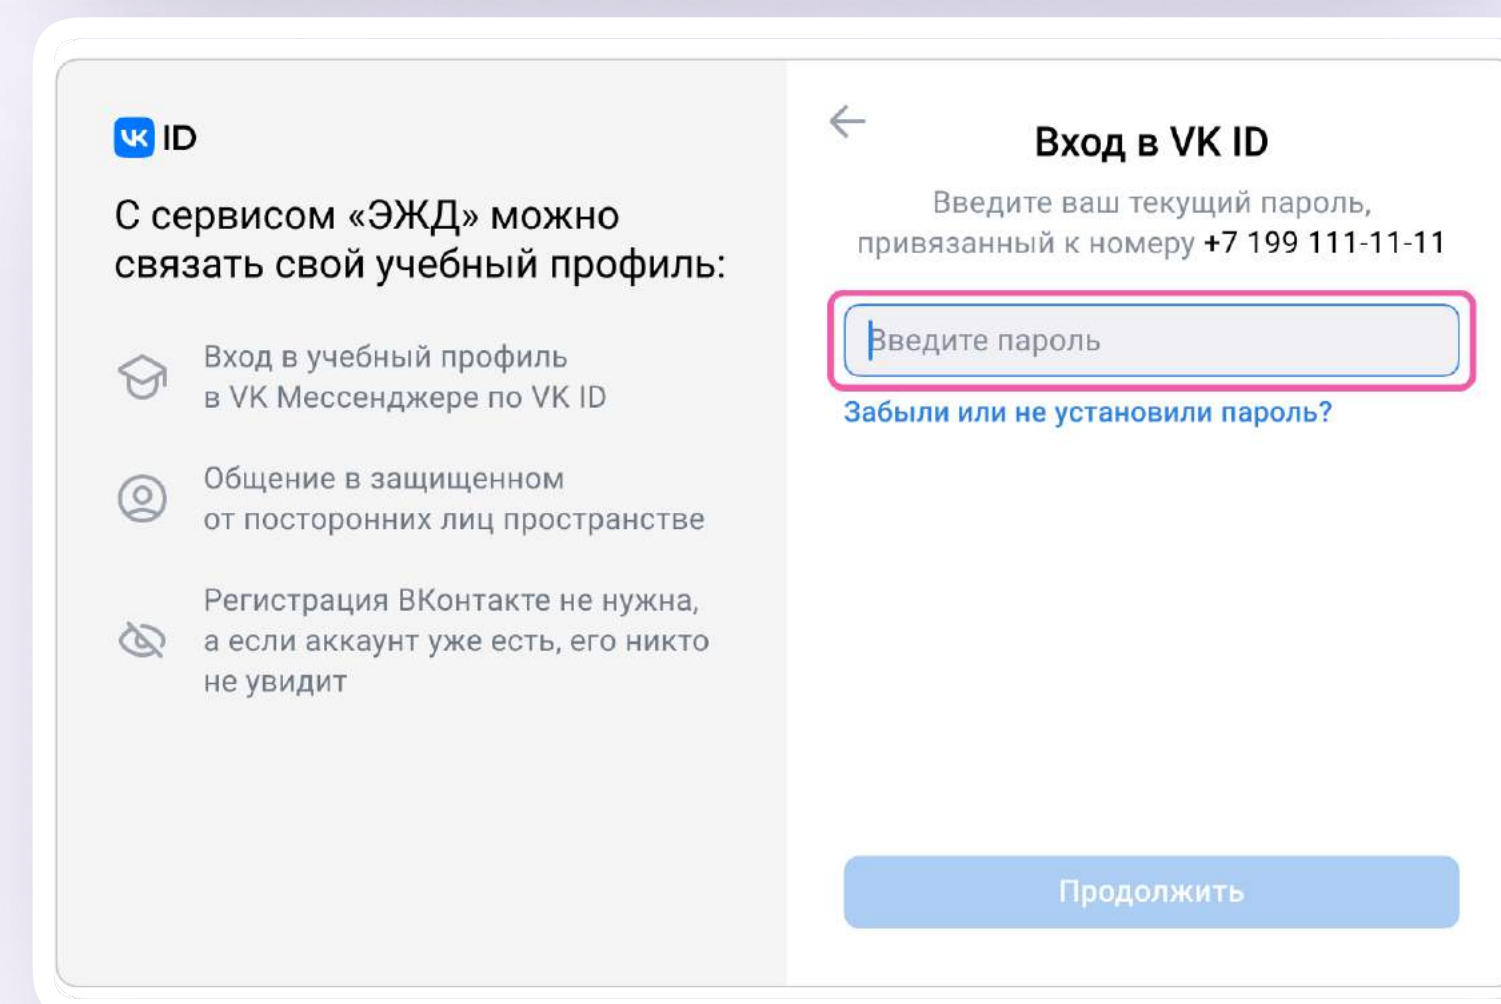 VK ID
С сервисом «ЭЖД» можно
связать свой учебный профиль:
Вход в учебный профиль
в VK Мессенджере по VK ID
Общение в защищенном
от посторонних лиц пространстве
Регистрация ВКонтакте не нужна,
а если аккаунт уже есть, его никто
не увидит
Вход в VK ID
Введите ваш текущий пароль,
привязанный к номеру +7 199 111-11-11
Введите пароль
Забыли или не установили пароль?
Продолжить